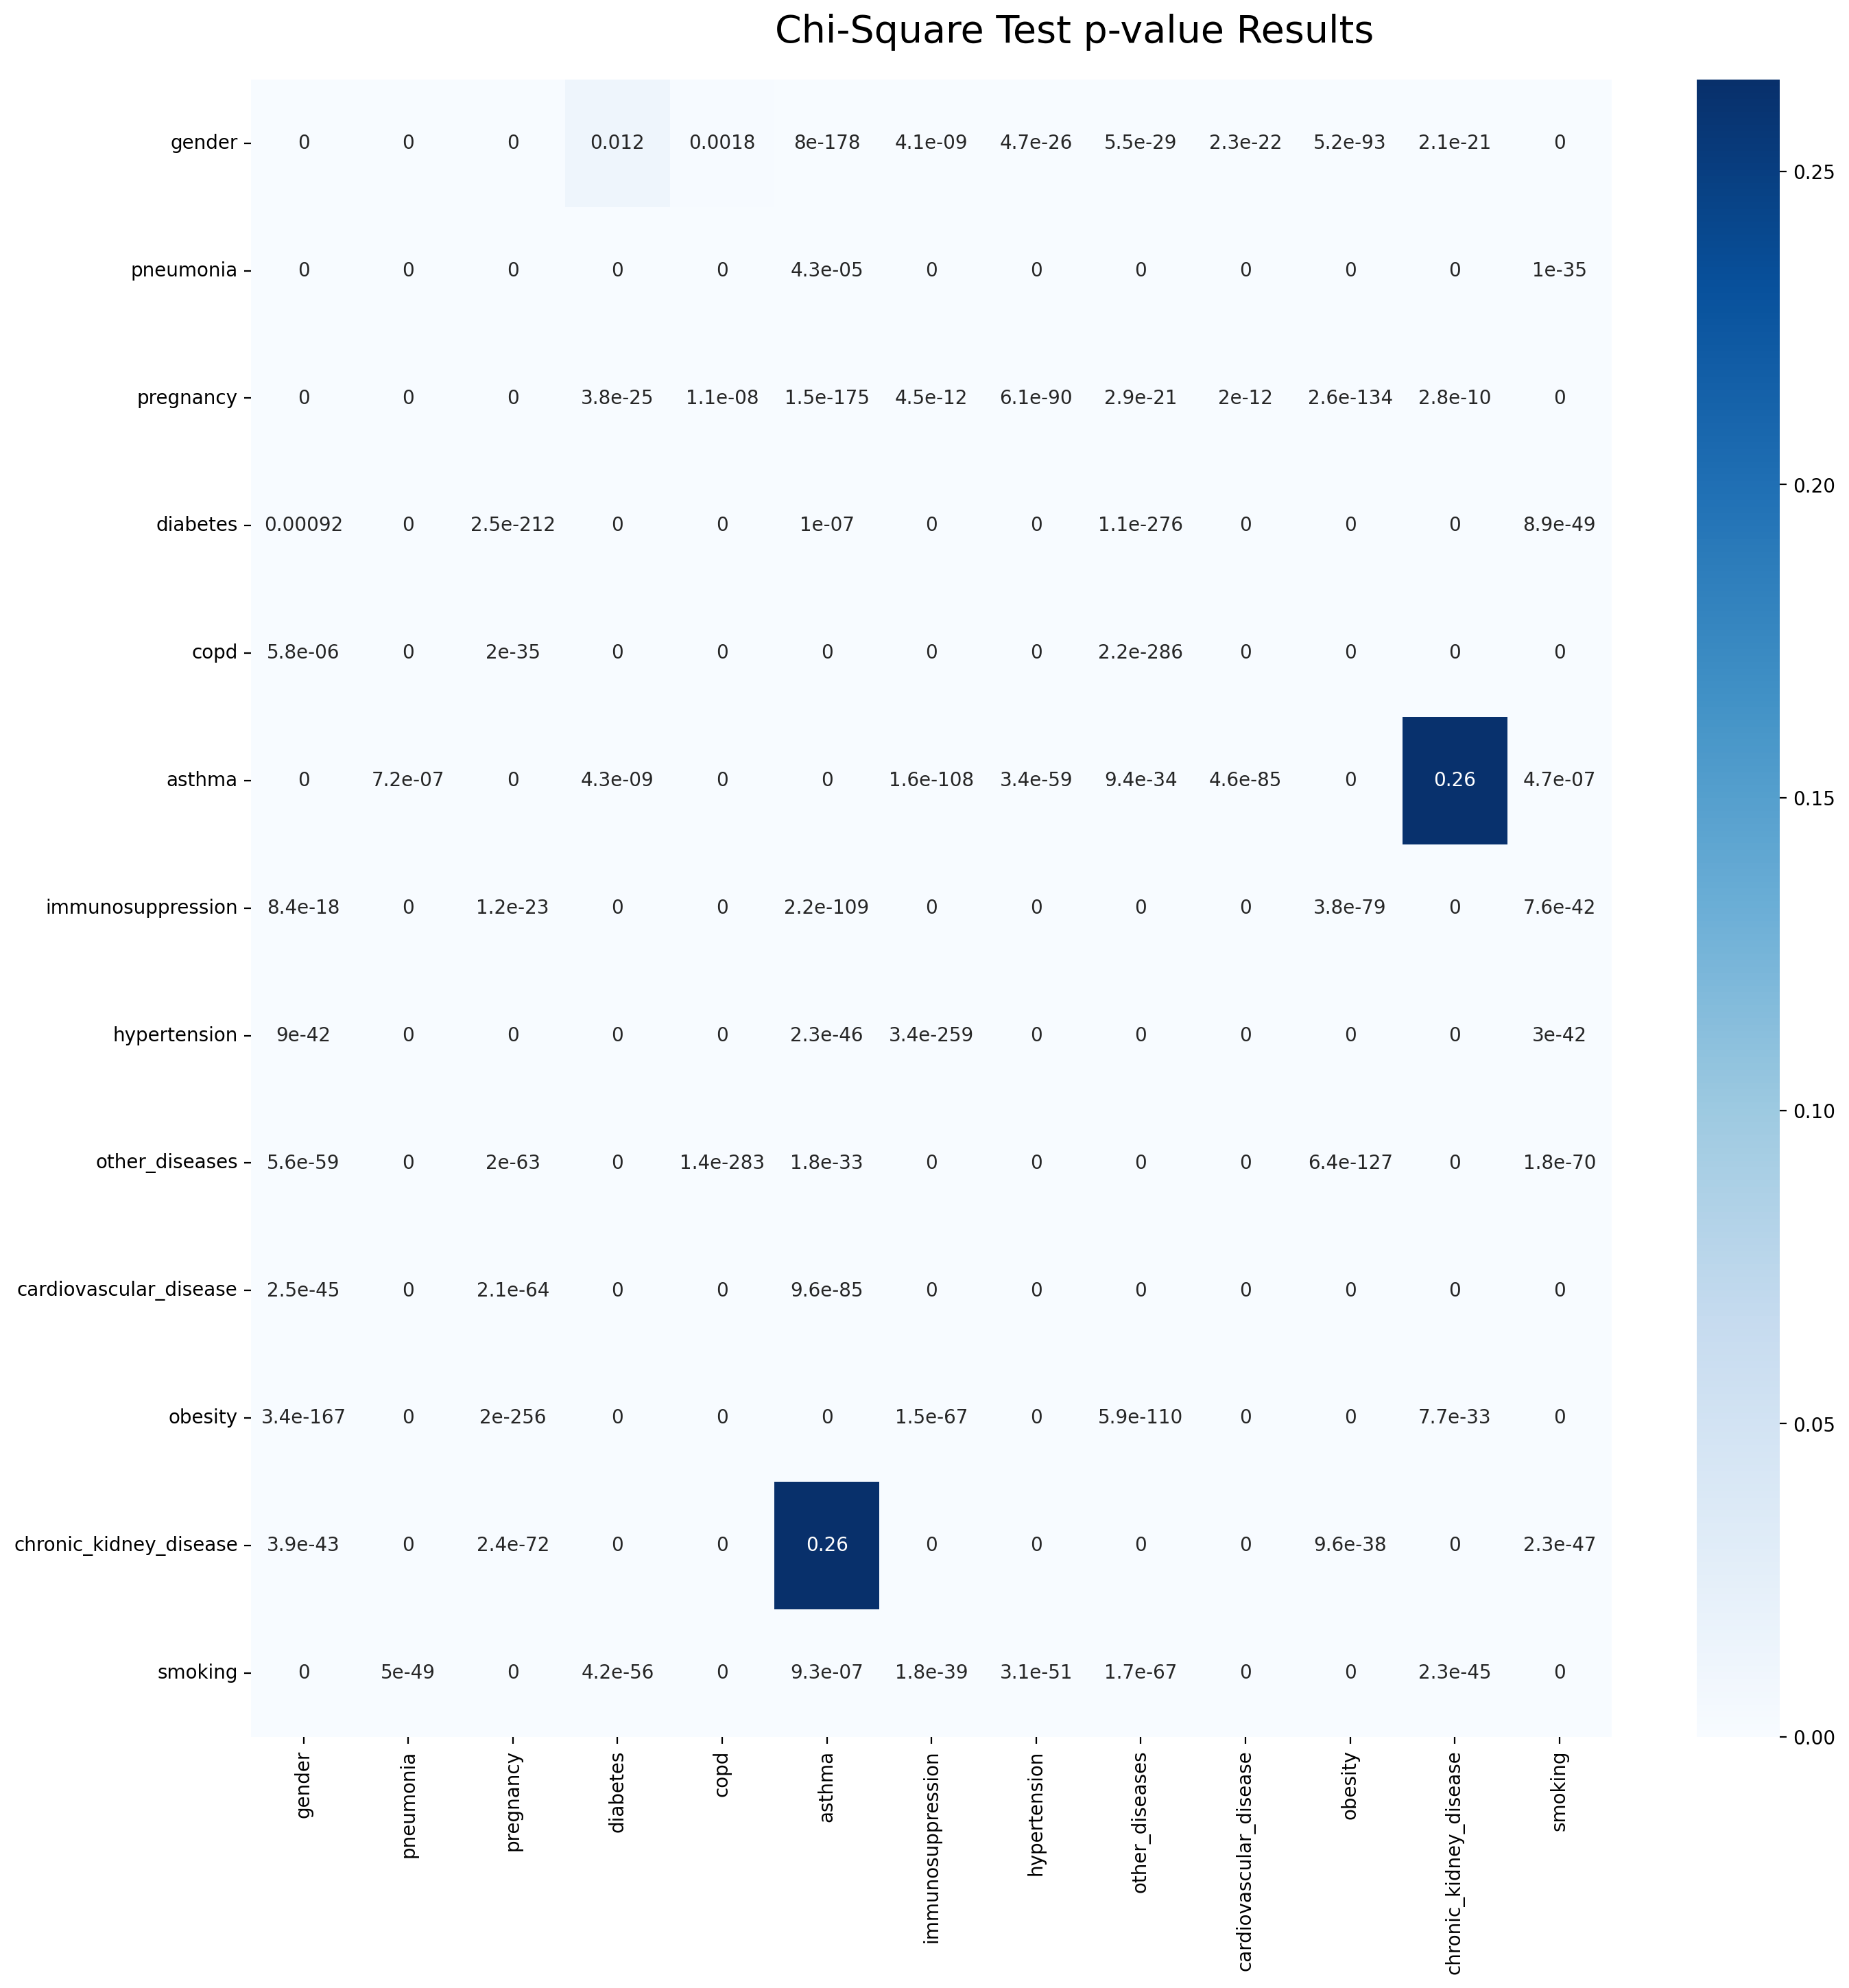 Chi-Square Test p-value Results
gender 0 0 0 0.012 0.0018 8e-178 4.1e-09 4.7e-26 5.5e-29 2.3e-22 5.2e-93 2.1e-21 0
pneumonia 0 0 0 0 0 4.3e-05 0 0 0 0 0 0 1e-35
pregnancy 0 0 0 3.8e-25 1.1e-08 1.5e-175 4.5e-12 6.1e-90 2.9e-21 2e-12 2.6e-134 2.8e-10 0
diabetes 0.00092 0 2.5e-212 0 0 1e-07 0 0 1.1e-276 0 0 0 8.9e-49
copd 5.8e-06 0 2e-35 0 0 0 0 0 2.2e-286 0 0 0 0
asthma 0 7.2e-07 0 4.3e-09 0 0 1.6e-108 3.4e-59 9.4e-34 4.6e-85 0 0.26 4.7e-07
immunosuppression 8.4e-18 0 1.2e-23 0 0 2.2e-109 0 0 0 0 3.8e-79 0 7.6e-42
hypertension 9e-42 0 0 0 0 2.3e-46 3.4e-259 0 0 0 0 0 3e-42
other_diseases 5.6e-59 0 2e-63 0 1.4e-283 1.8e-33 0 0 0 0 6.4e-127 0 1.8e-70
cardiovascular_disease 2.5e-45 0 2.1e-64 0 0 9.6e-85 0 0 0 0 0 0 0
obesity 3.4e-167 0 2e-256 0 0 0 1.5e-67 0 5.9e-110 0 0 7.7e-33 0
chronic_kidney_disease 3.9e-43 0 2.4e-72 0 0 0.26 0 0 0 0 9.6e-38 0 2.3e-47
smoking 0 5e-49 0 4.2e-56 0 9.3e-07 1.8e-39 3.1e-51 1.7e-67 0 0 2.3e-45 0
gender
pneumonia
pregnancy
diabetes
copd
asthma
immunosuppression
hypertension
other_diseases
cardiovascular_disease
obesity
chronic_kidney_disease
smoking
0.25
0.20
0.15
0.10
0.05
0.00